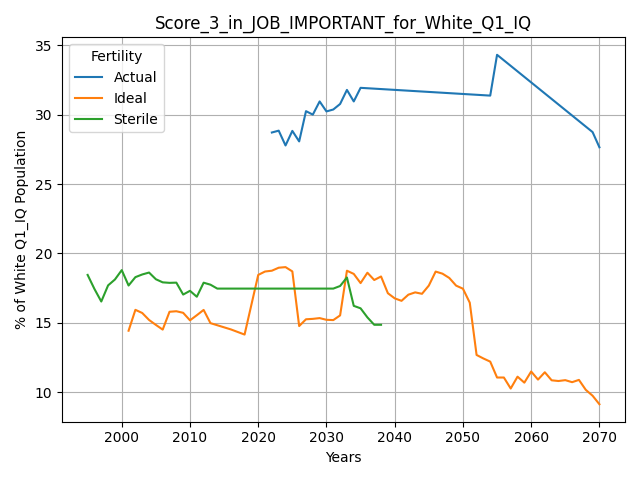 Score_3_in_JOB_IMPORTANT_for_White_Q1_IQ
% of White Q1_IQ Population
35
30
25
20
15
10
Fertility
Actual
Ideal
Sterile
2000 2010 2020 2030 2040 2050 2060 2070
Years